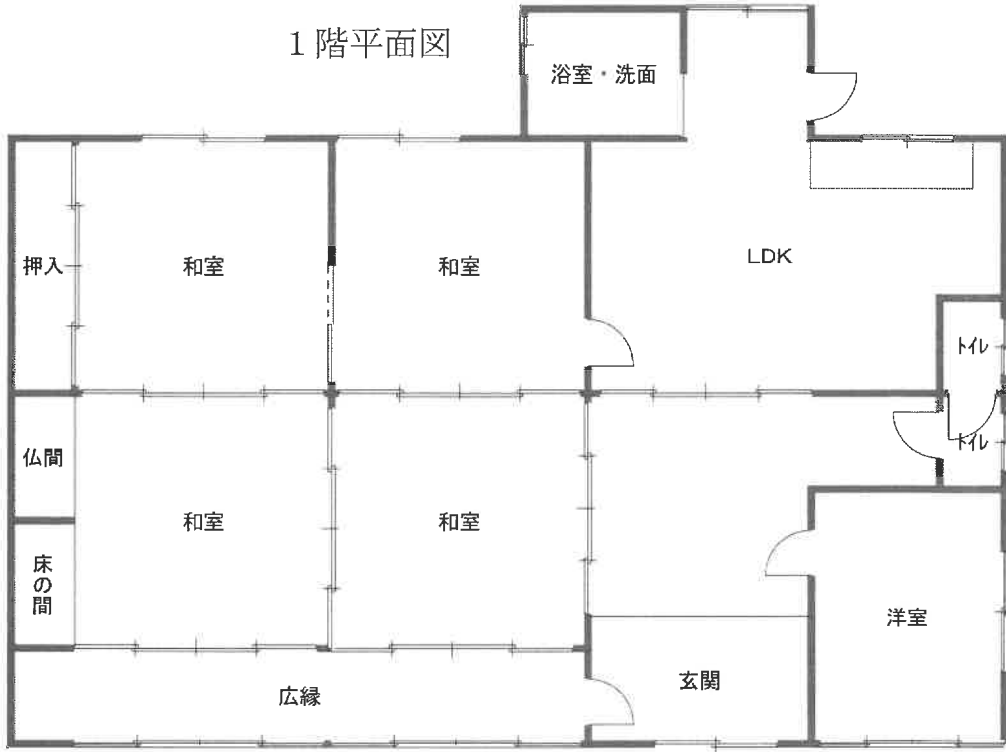 1階平面図
浴室・洗面
押入
和室
和室
LDK
トイレ
トイレ
仏間
和室
和室
床の間
洋室
玄関
広縁